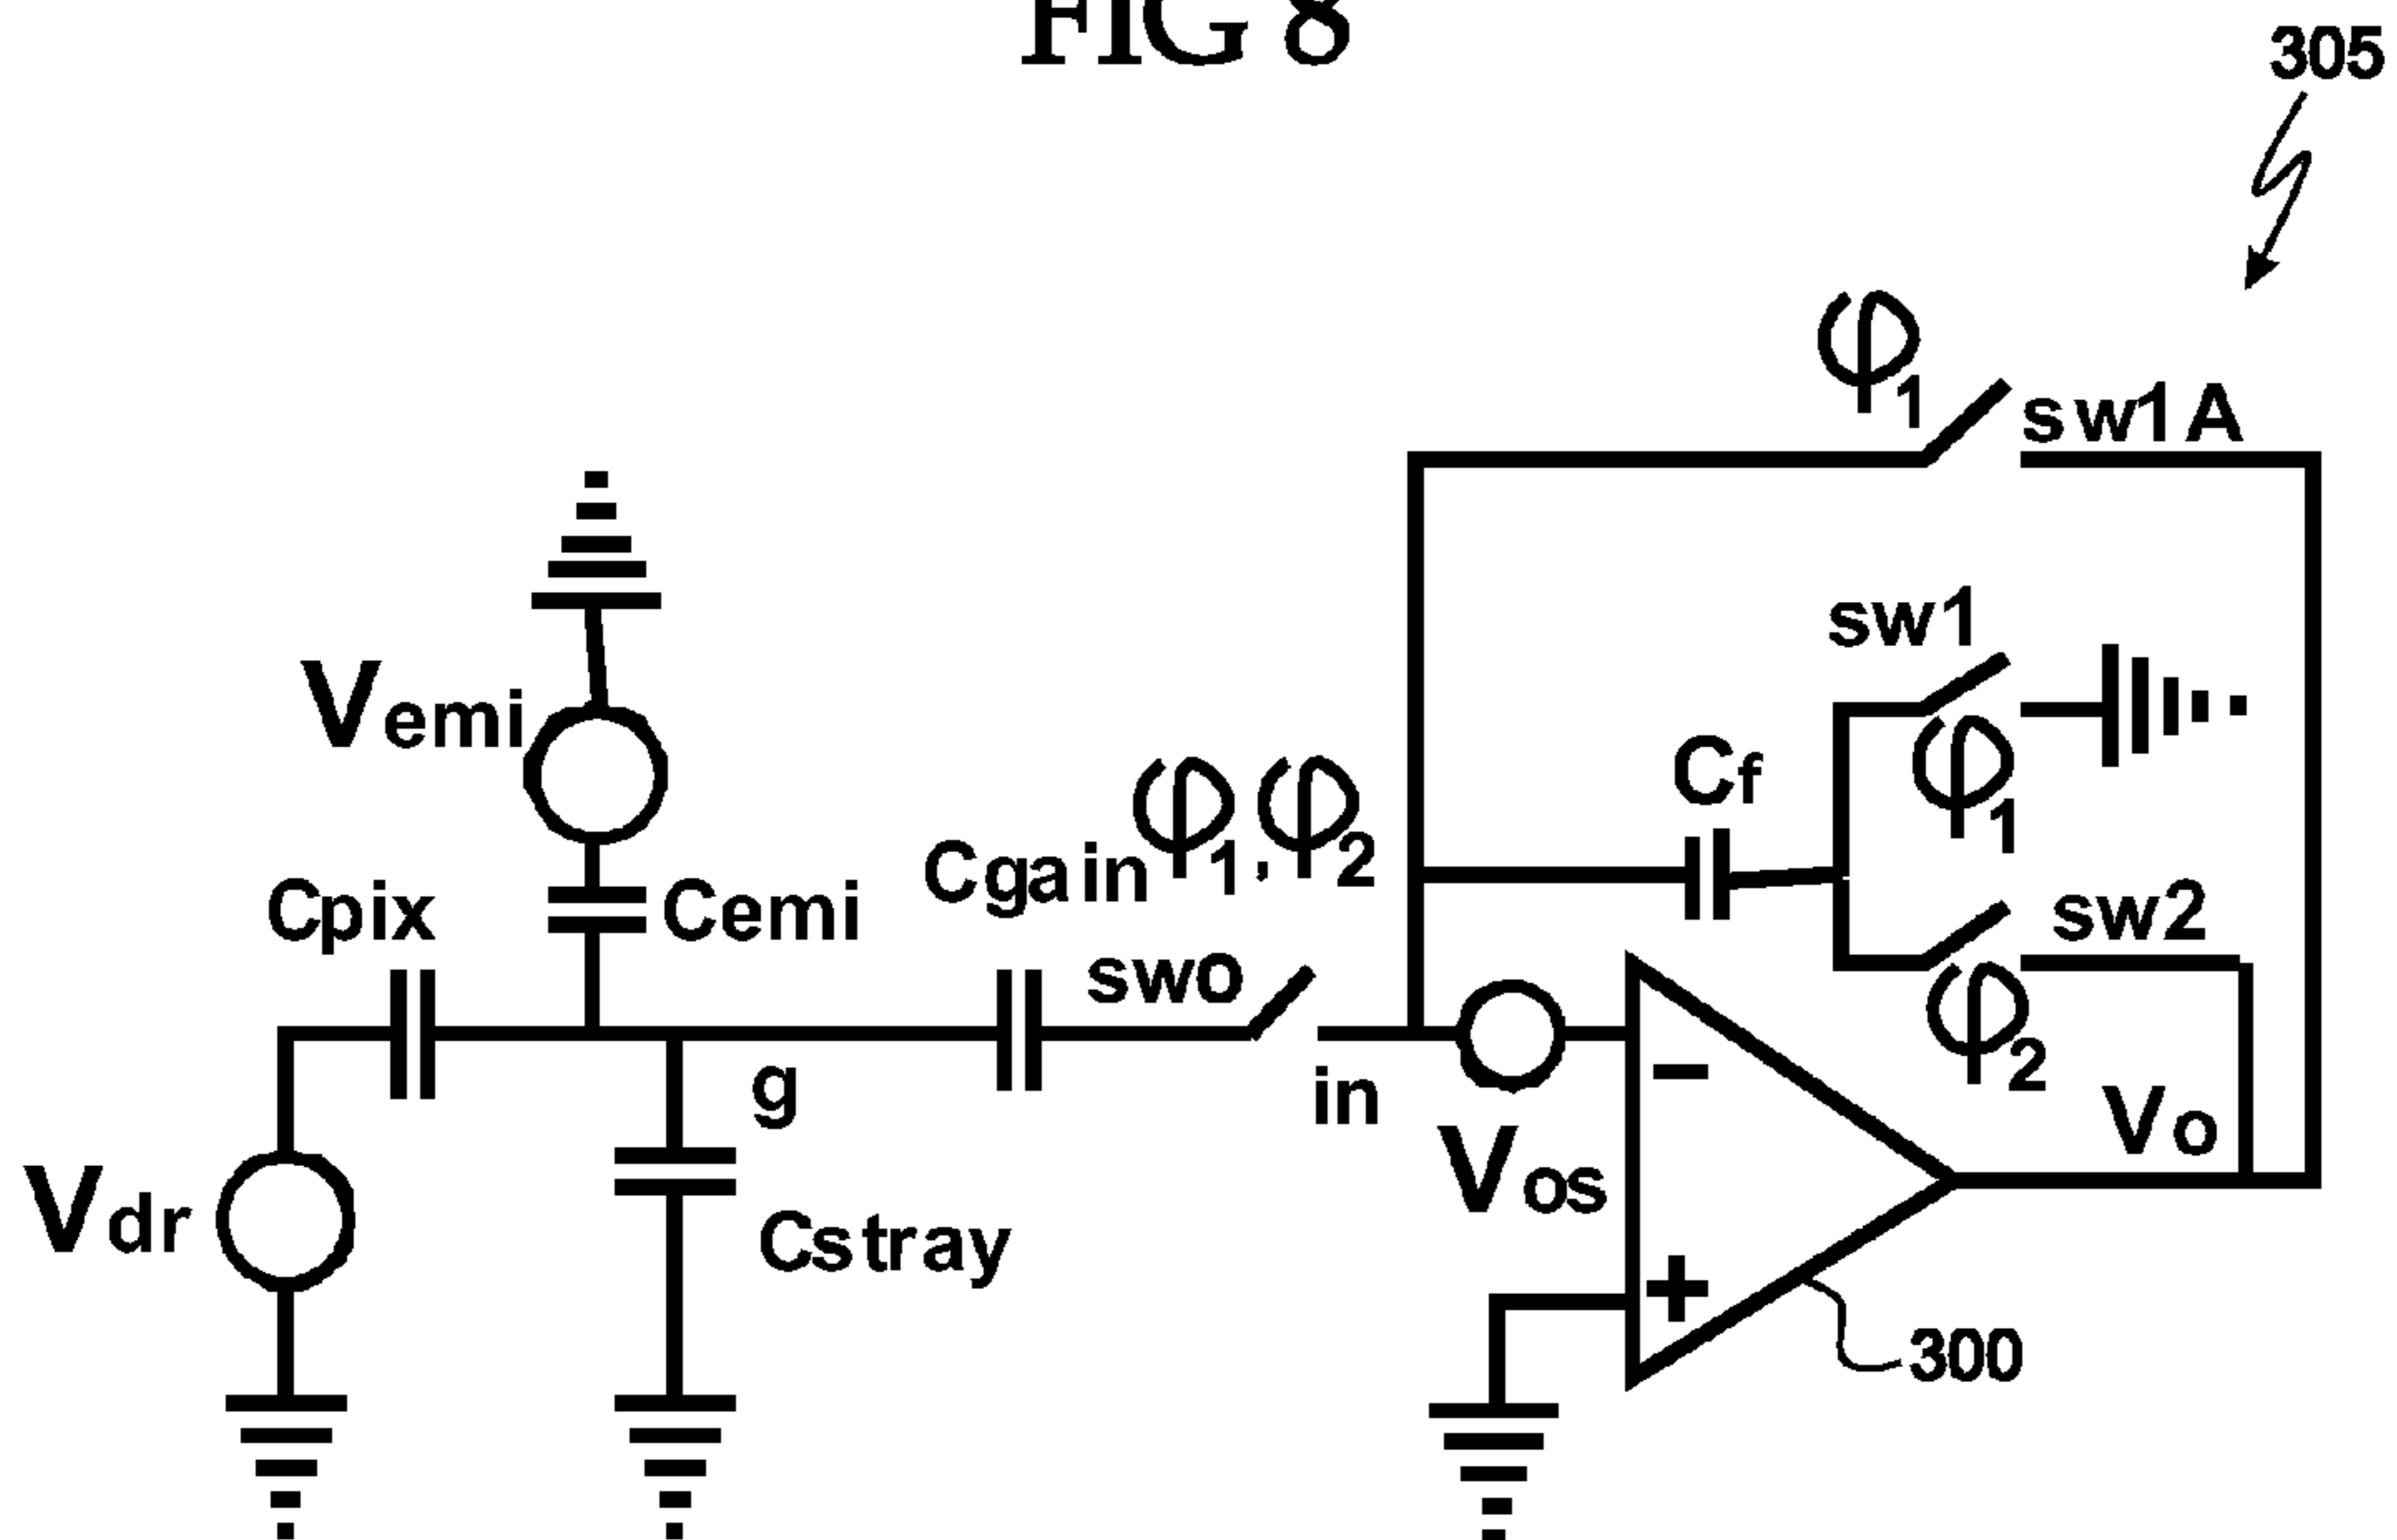 FIG 8
305
φ1
sw1A
sw1
Vemi
φ1
Cf
Cgain φ1,φ2
Cpix
Cemi
sw2
swo
φ2
g
in
Vo
Vos
Vdr
Cstray
−
+
300